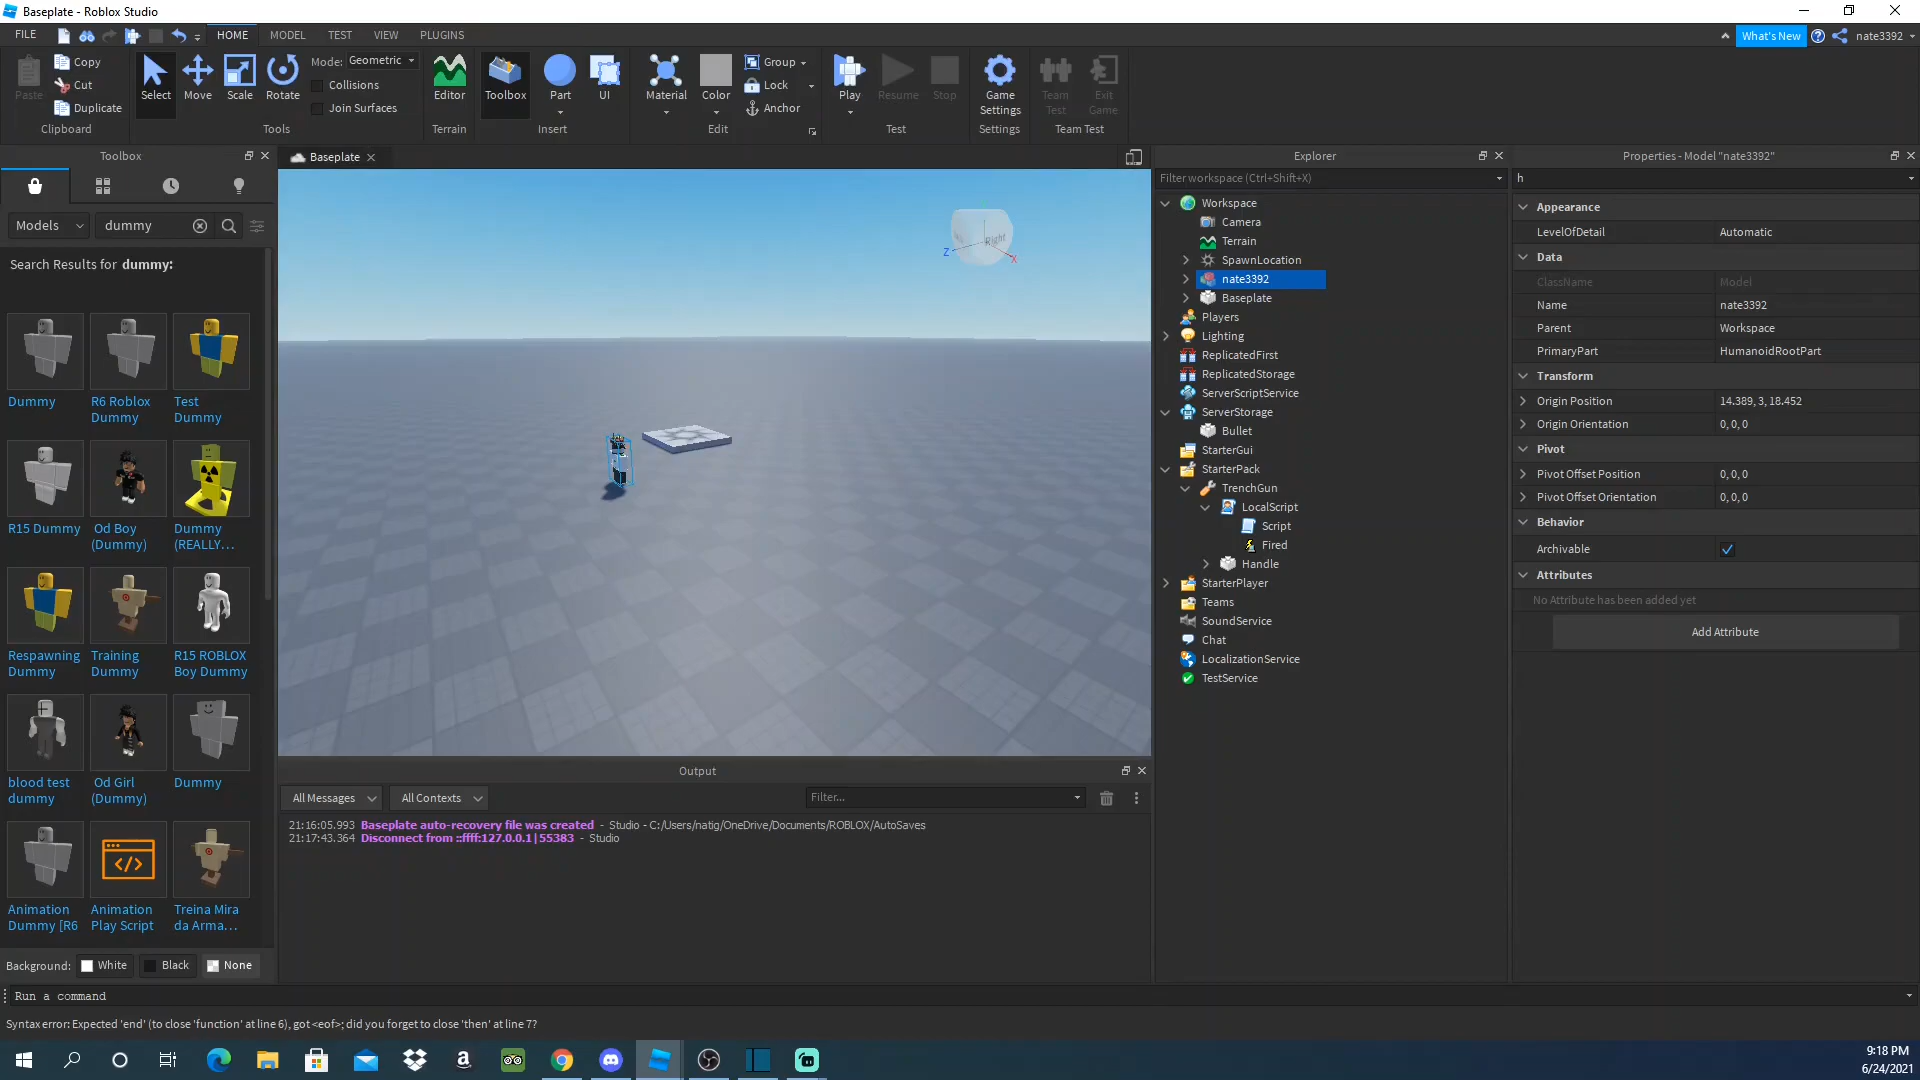 Baseplate - Roblox Studio
FILE
HOME
MODEL
TEST
VIEW
PLUGINS
What's New
nate3392
Paste
Copy
Cut
Duplicate
Clipboard
Select
Move
Scale
Rotate
Mode: Geometric
Collisions
Join Surfaces
Tools
Editor
Terrain
Toolbox
Part
UI
Insert
Material
Color
Group
Lock
Anchor
Edit
Play
Resume
Stop
Test
Game
Settings
Settings
Team
Test
Exit
Game
Team Test
Toolbox
Models
dummy
Search Results for dummy:
Dummy
R6 Roblox
Dummy
Test
Dummy
R15 Dummy
Od Boy
(Dummy)
Dummy
(REALLY...
Respawning
Dummy
Training
Dummy
R15 ROBLOX
Boy Dummy
blood test
dummy
Od Girl
(Dummy)
Dummy
Animation
Dummy [R6
Animation
Play Script
Treina Mira
da Arma...
Background:
White
Black
None
Baseplate
Right
Z
X
Output
All Messages
All Contexts
Filter...
21:16:05.993 Baseplate auto-recovery file was created - Studio - C:/Users/natig/OneDrive/Documents/ROBLOX/AutoSaves
21:17:43.364 Disconnect from ::ffff:127.0.0.1|55383 - Studio
Explorer
Filter workspace (Ctrl+Shift+X)
Workspace
Camera
Terrain
SpawnLocation
nate3392
Baseplate
Players
Lighting
ReplicatedFirst
ReplicatedStorage
ServerScriptService
ServerStorage
Bullet
StarterGui
StarterPack
TrenchGun
LocalScript
Script
Fired
Handle
StarterPlayer
Teams
SoundService
Chat
LocalizationService
TestService
Properties - Model "nate3392"
h
Appearance
LevelOfDetail Automatic
Data
ClassName Model
Name nate3392
Parent Workspace
PrimaryPart HumanoidRootPart
Transform
Origin Position 14.389, 3, 18.452
Origin Orientation 0, 0, 0
Pivot
Pivot Offset Position 0, 0, 0
Pivot Offset Orientation 0, 0, 0
Behavior
Archivable
Attributes
No Attribute has been added yet
Add Attribute
Run a command
Syntax error: Expected 'end' (to close 'function' at line 6), got <eof>; did you forget to close 'then' at line 7?
9:18 PM
6/24/2021